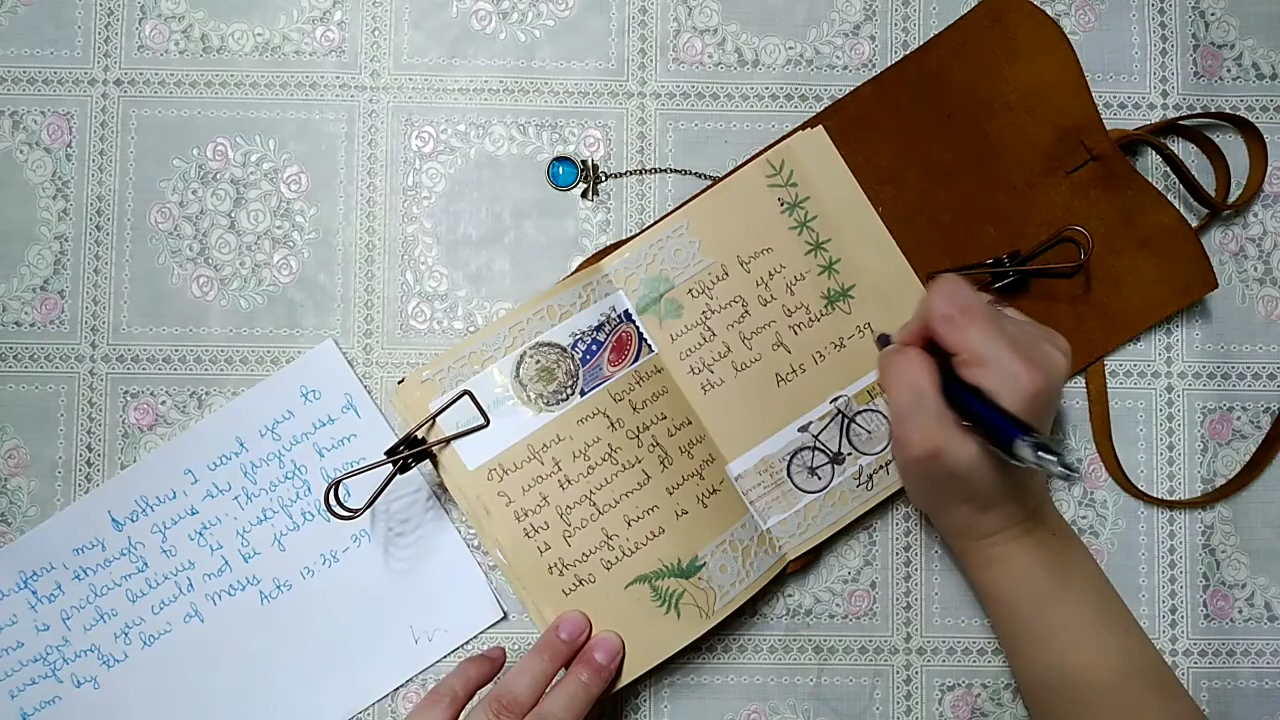 my brothers, I want you to
that through Jesus the forgiveness of
is proclaimed to you. Through him
who believes is justified from
everything you could not be justified
from by the law of Moses
Acts 13:38-39
JESS
WHAT
Therefore, my brothers
I want you to know
that through Jesus
the forgiveness of sins
is proclaimed to you.
Through him everyone
who believes is jus-
tified from
everything you
could not be jus-
tified from by
the law of Moses
Acts 13:38-39